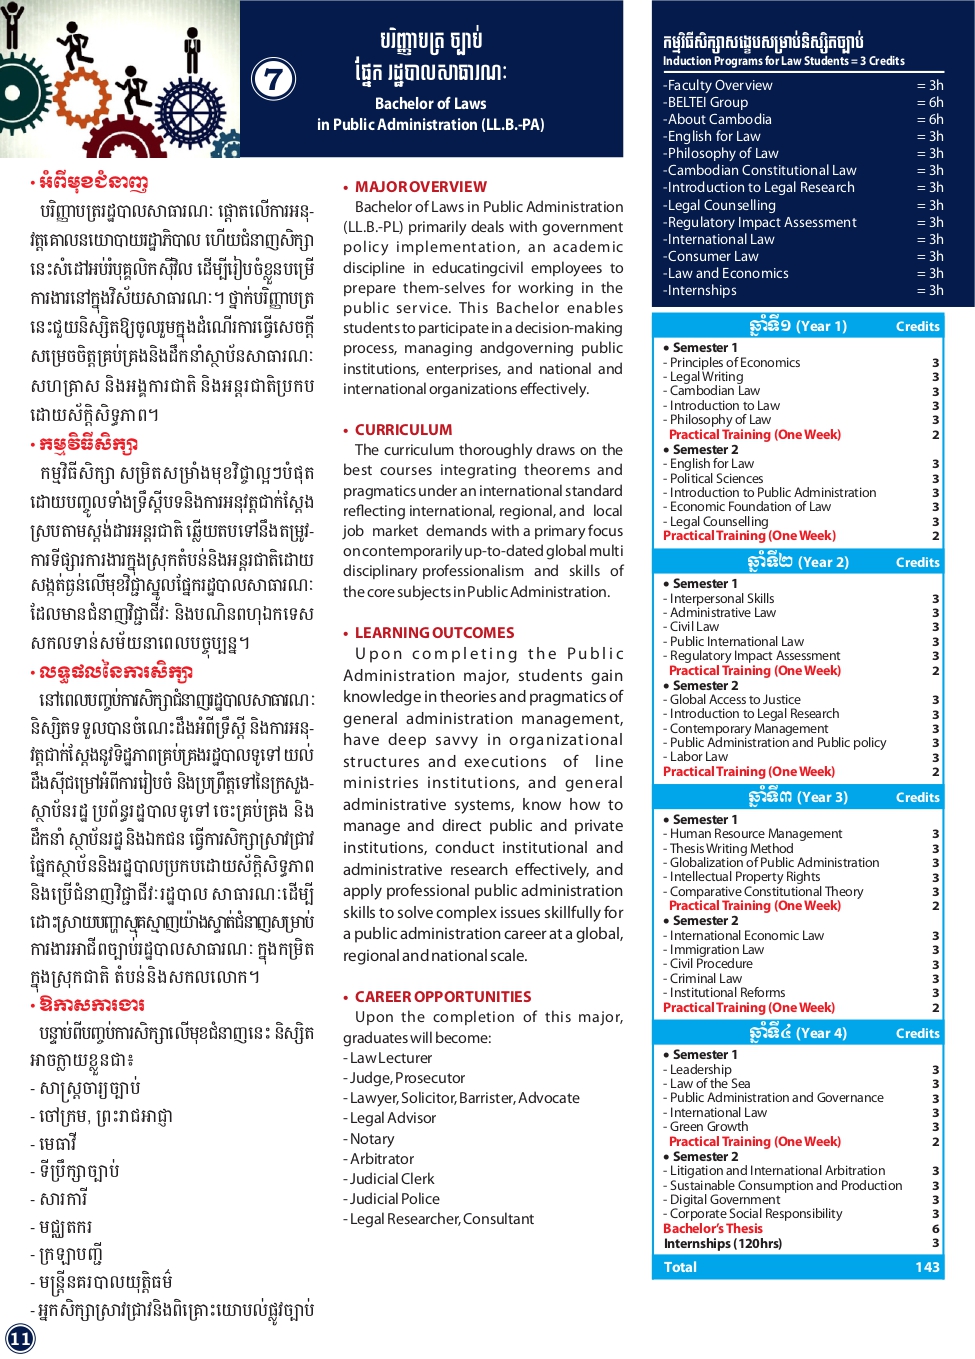 7
បរិញ្ញាបត្រ ច្បាប់
ផ្នែក រដ្ឋបាលសាធារណៈ
Bachelor of Laws
in Public Administration (LL.B.-PA)
• អំពីមុខជំនាញ
បរិញ្ញាបត្ររដ្ឋបាលសាធារណៈ ផ្តោតលើការអនុ-
វត្តគោលនយោបាយរដ្ឋាភិបាល ហើយជំនាញសិក្សា
នេះសំដៅអប់រំបុគ្គលិកស៊ីវិល ដើម្បីរៀបចំខ្លួនបម្រើ
ការងារនៅក្នុងវិស័យសាធារណៈ។ ថ្នាក់បរិញ្ញាបត្រ
នេះជួយនិស្សិតឱ្យចូលរួមក្នុងដំណើរការធ្វើសេចក្តី
សម្រេចចិត្តគ្រប់គ្រងនិងដឹកនាំស្ថាប័នសាធារណៈ
សហគ្រាស និងអង្គការជាតិ និងអន្តរជាតិប្រកប
ដោយស័ក្តិសិទ្ធភាព។
• កម្មវិធីសិក្សា
កម្មវិធីសិក្សា សម្រិតសម្រាំងមុខវិជ្ជាល្អៗបំផុត
ដោយបញ្ចូលទាំងទ្រឹស្តីបទនិងការអនុវត្តជាក់ស្តែង
ស្របតាមស្តង់ដារអន្តរជាតិ ឆ្លើយតបទៅនឹងតម្រូវ-
ការទីផ្សារការងារក្នុងស្រុកតំបន់និងអន្តរជាតិដោយ
សង្កត់ធ្ងន់លើមុខវិជ្ជាស្នូលផ្នែករដ្ឋបាលសាធារណៈ
ដែលមានជំនាញវិជ្ជាជីវៈ និងបណិនពហុឯកទេស
សកលទាន់សម័យនាពេលបច្ចុប្បន្ន។
• លទ្ធផលនៃការសិក្សា
នៅពេលបញ្ចប់ការសិក្សាជំនាញរដ្ឋបាលសាធារណៈ
និស្សិតទទួលបានចំណេះដឹងអំពីទ្រឹស្តី និងការអនុ-
វត្តជាក់ស្តែងនូវទិដ្ឋភាពគ្រប់គ្រងរដ្ឋបាលទូទៅ យល់
ដឹងស៊ីជម្រៅអំពីការរៀបចំ និងប្រព្រឹត្តទៅនៃក្រសួង-
ស្ថាប័នរដ្ឋ ប្រព័ន្ធរដ្ឋបាលទូទៅ ចេះគ្រប់គ្រង និង
ដឹកនាំ ស្ថាប័នរដ្ឋ និងឯកជន ធ្វើការសិក្សាស្រាវជ្រាវ
ផ្នែកស្ថាប័ននិងរដ្ឋបាលប្រកបដោយស័ក្តិសិទ្ធភាព
និងប្រើជំនាញវិជ្ជាជីវៈរដ្ឋបាល សាធារណៈដើម្បី
ដោះស្រាយបញ្ហាស្មុគស្មាញយ៉ាងស្ទាត់ជំនាញសម្រាប់
ការងារអាជីពច្បាប់រដ្ឋបាលសាធារណៈ ក្នុងកម្រិត
ក្នុងស្រុកជាតិ តំបន់និងសកលលោក។
• ឱកាសការងារ
បន្ទាប់ពីបញ្ចប់ការសិក្សាលើមុខជំនាញនេះ និស្សិត
អាចក្លាយខ្លួនជា៖
- សាស្ត្រចារ្យច្បាប់
- ចៅក្រម, ព្រះរាជអាជ្ញា
- មេធាវី
- ទីប្រឹក្សាច្បាប់
- សារការី
- មជ្ឈតករ
- ក្រឡាបញ្ជី
- មន្ត្រីនគរបាលយុត្តិធម៌
- អ្នកសិក្សាស្រាវជ្រាវនិងពិគ្រោះយោបល់ផ្លូវច្បាប់
• MAJOR OVERVIEW
Bachelor of Laws in Public Administration
(LL.B.-PL) primarily deals with government
policy implementation, an academic
discipline in educatingcivil employees to
prepare them-selves for working in the
public service. This Bachelor enables
students to participate in a decision-making
process, managing andgoverning public
institutions, enterprises, and national and
international organizations effectively.
• CURRICULUM
The curriculum thoroughly draws on the
best courses integrating theorems and
pragmatics under an international standard
reflecting international, regional, and local
job market demands with a primary focus
on contemporarily up-to-dated global multi
disciplinary professionalism and skills of
the core subjects in Public Administration.
• LEARNING OUTCOMES
Upon completing the Public
Administration major, students gain
knowledge in theories and pragmatics of
general administration management,
have deep savvy in organizational
structures and executions of line
ministries institutions, and general
administrative systems, know how to
manage and direct public and private
institutions, conduct institutional and
administrative research effectively, and
apply professional public administration
skills to solve complex issues skillfully for
a public administration career at a global,
regional and national scale.
• CAREER OPPORTUNITIES
Upon the completion of this major,
graduates will become:
- Law Lecturer
- Judge, Prosecutor
- Lawyer, Solicitor, Barrister, Advocate
- Legal Advisor
- Notary
- Arbitrator
- Judicial Clerk
- Judicial Police
- Legal Researcher, Consultant
កម្មវិធីសិក្សាសង្ខេបសម្រាប់និស្សិតច្បាប់
Induction Programs for Law Students = 3 Credits
-Faculty Overview = 3h
-BELTEI Group = 6h
-About Cambodia = 6h
-English for Law = 3h
-Philosophy of Law = 3h
-Cambodian Constitutional Law = 3h
-Introduction to Legal Research = 3h
-Legal Counselling = 3h
-Regulatory Impact Assessment = 3h
-International Law = 3h
-Consumer Law = 3h
-Law and Economics = 3h
-Internships = 3h
ឆ្នាំទី១ (Year 1) Credits
• Semester 1
- Principles of Economics 3
- Legal Writing 3
- Cambodian Law 3
- Introduction to Law 3
- Philosophy of Law 3
Practical Training (One Week) 2
• Semester 2
- English for Law 3
- Political Sciences 3
- Introduction to Public Administration 3
- Economic Foundation of Law 3
- Legal Counselling 3
Practical Training (One Week) 2
ឆ្នាំទី២ (Year 2) Credits
• Semester 1
- Interpersonal Skills 3
- Administrative Law 3
- Civil Law 3
- Public International Law 3
- Regulatory Impact Assessment 3
Practical Training (One Week) 2
• Semester 2
- Global Access to Justice 3
- Introduction to Legal Research 3
- Contemporary Management 3
- Public Administration and Public policy 3
- Labor Law 3
Practical Training (One Week) 2
ឆ្នាំទី៣ (Year 3) Credits
• Semester 1
- Human Resource Management 3
- Thesis Writing Method 3
- Globalization of Public Administration 3
- Intellectual Property Rights 3
- Comparative Constitutional Theory 3
Practical Training (One Week) 2
• Semester 2
- International Economic Law 3
- Immigration Law 3
- Civil Procedure 3
- Criminal Law 3
- Institutional Reforms 3
Practical Training (One Week) 2
ឆ្នាំទី៤ (Year 4) Credits
• Semester 1
- Leadership 3
- Law of the Sea 3
- Public Administration and Governance 3
- International Law 3
- Green Growth 3
Practical Training (One Week) 2
• Semester 2
- Litigation and International Arbitration 3
- Sustainable Consumption and Production 3
- Digital Government 3
- Corporate Social Responsibility 3
Bachelor's Thesis 6
Internships (120hrs) 3
Total 143
11